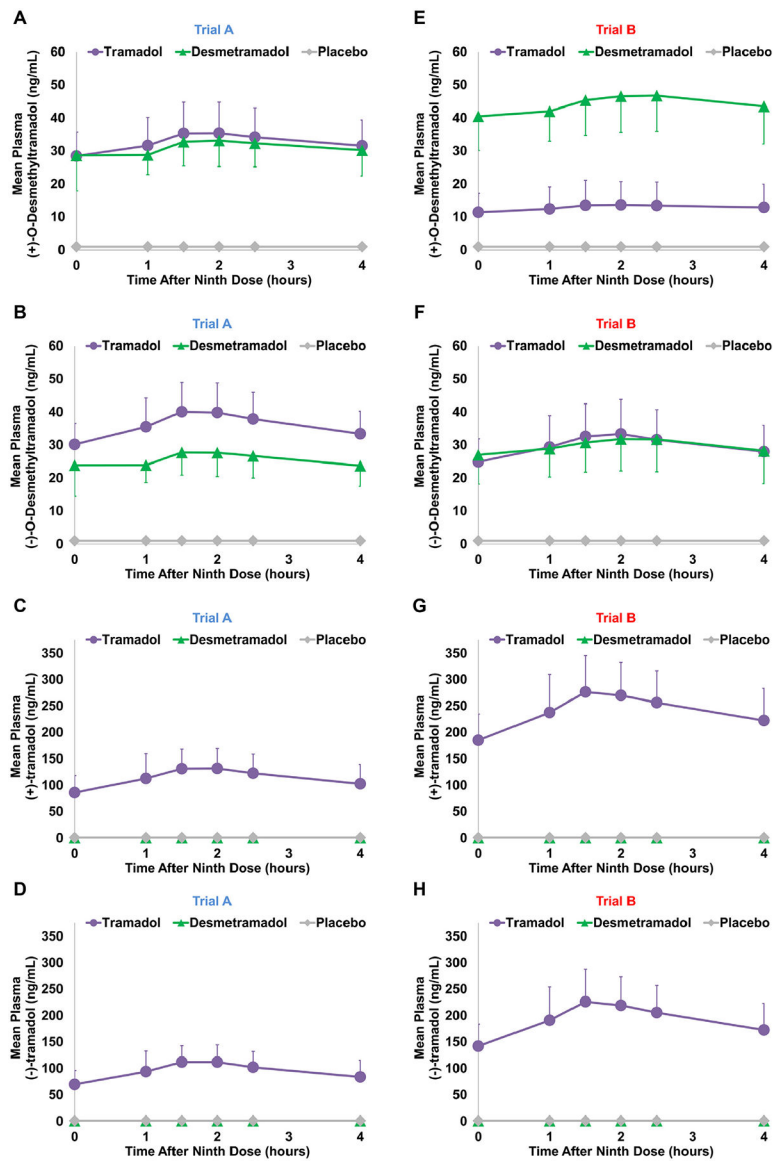 A
Trial A
Tramadol Desmetramadol Placebo
Mean Plasma
(+)-O-Desmethyltramadol (ng/mL)
60
50
40
30
20
10
0
0 1 2 3 4
Time After Ninth Dose (hours)
B
Trial A
Tramadol Desmetramadol Placebo
Mean Plasma
(-)-O-Desmethyltramadol (ng/mL)
60
50
40
30
20
10
0
0 1 2 3 4
Time After Ninth Dose (hours)
C
Trial A
Tramadol Desmetramadol Placebo
Mean Plasma
(+)-tramadol (ng/mL)
350
300
250
200
150
100
50
0
0 1 2 3 4
Time After Ninth Dose (hours)
D
Trial A
Tramadol Desmetramadol Placebo
Mean Plasma
(-)-tramadol (ng/mL)
350
300
250
200
150
100
50
0
0 1 2 3 4
Time After Ninth Dose (hours)
E
Trial B
Tramadol Desmetramadol Placebo
Mean Plasma
(+)-O-Desmethyltramadol (ng/mL)
60
50
40
30
20
10
0
0 1 2 3 4
Time After Ninth Dose (hours)
F
Trial B
Tramadol Desmetramadol Placebo
Mean Plasma
(-)-O-Desmethyltramadol (ng/mL)
60
50
40
30
20
10
0
0 1 2 3 4
Time After Ninth Dose (hours)
G
Trial B
Tramadol Desmetramadol Placebo
Mean Plasma
(+)-tramadol (ng/mL)
350
300
250
200
150
100
50
0
0 1 2 3 4
Time After Ninth Dose (hours)
H
Trial B
Tramadol Desmetramadol Placebo
Mean Plasma
(-)-tramadol (ng/mL)
350
300
250
200
150
100
50
0
0 1 2 3 4
Time After Ninth Dose (hours)